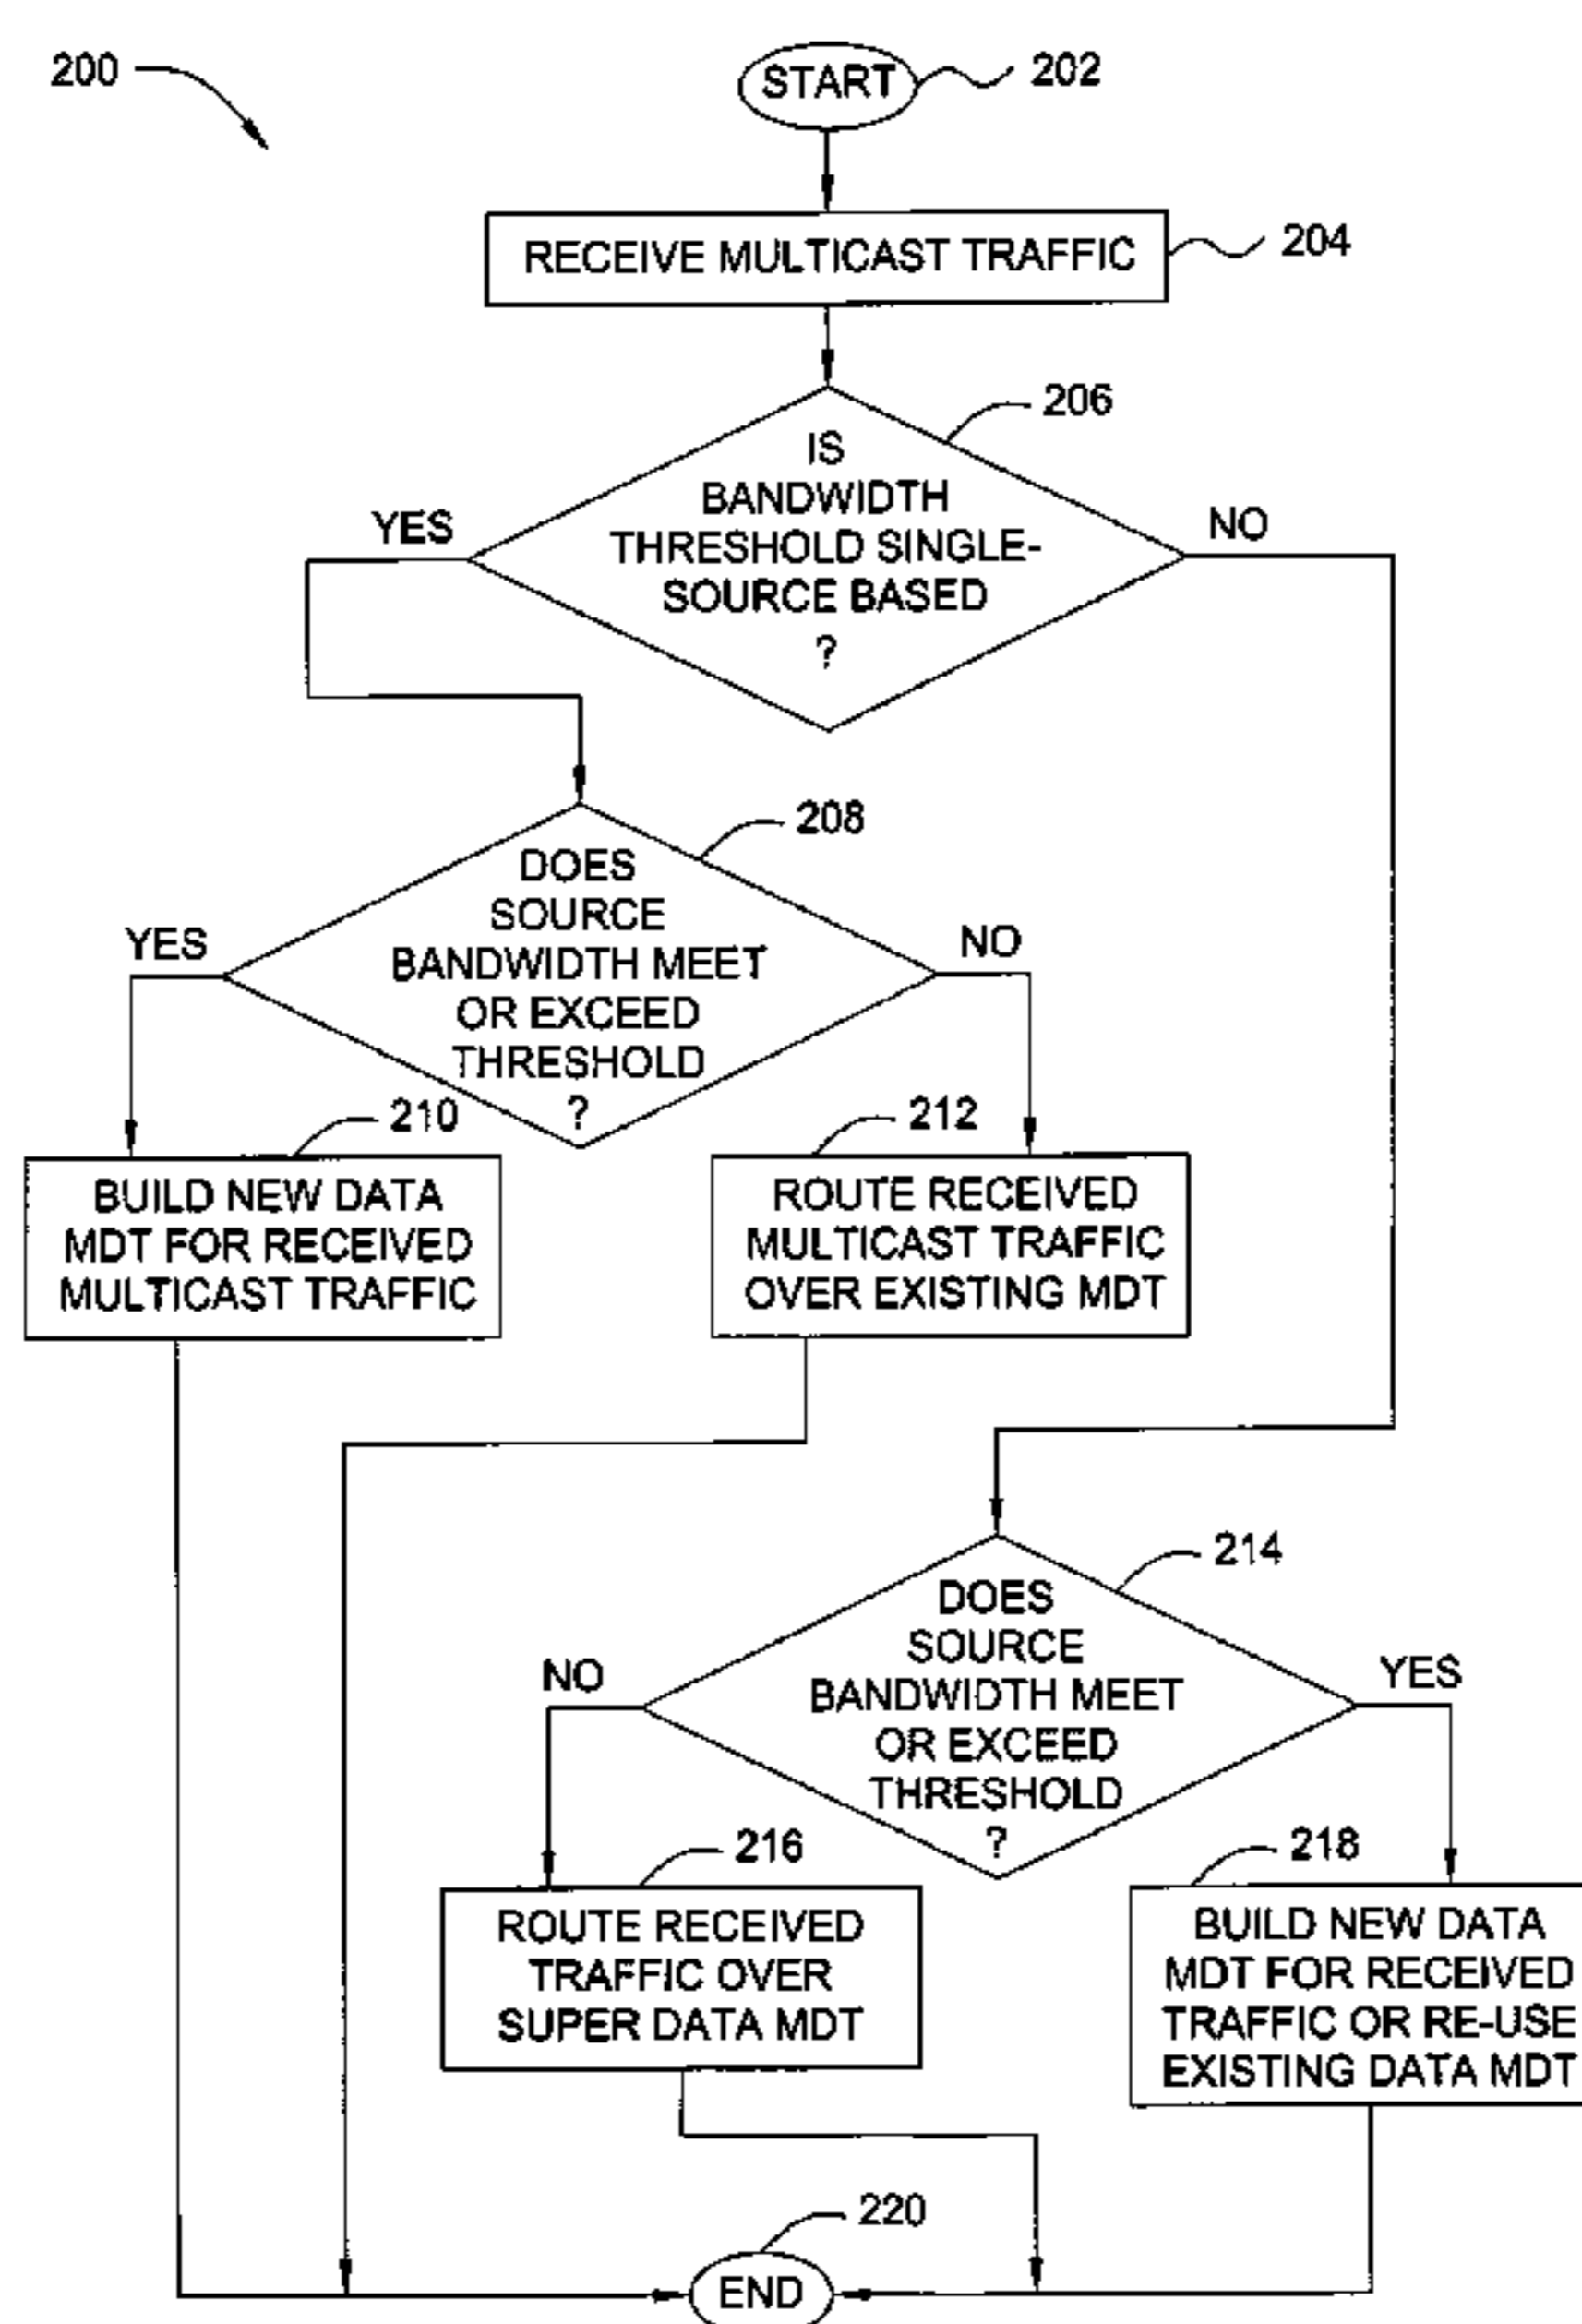 200
START
202
RECEIVE MULTICAST TRAFFIC
204
206
IS
BANDWIDTH
THRESHOLD SINGLE-
SOURCE BASED
?
YES
NO
208
DOES
SOURCE
BANDWIDTH MEET
OR EXCEED
THRESHOLD
?
YES
NO
210
BUILD NEW DATA
MDT FOR RECEIVED
MULTICAST TRAFFIC
212
ROUTE RECEIVED
MULTICAST TRAFFIC
OVER EXISTING MDT
214
DOES
SOURCE
BANDWIDTH MEET
OR EXCEED
THRESHOLD
?
NO
YES
216
ROUTE RECEIVED
TRAFFIC OVER
SUPER DATA MDT
218
BUILD NEW DATA
MDT FOR RECEIVED
TRAFFIC OR RE-USE
EXISTING DATA MDT
220
END